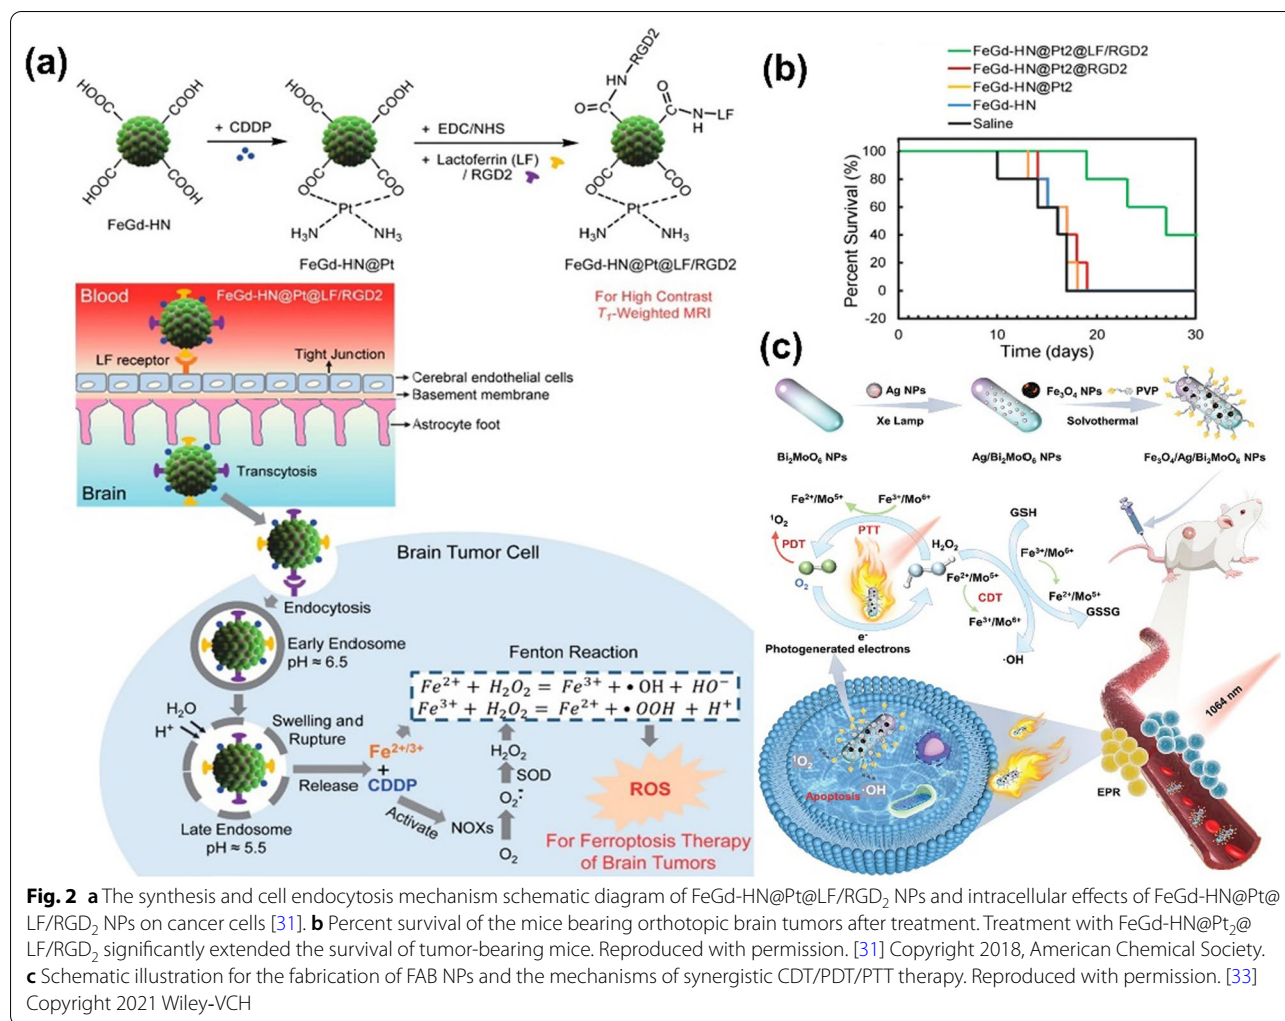 (a)
HOOC
COOH
HOOC
COOH
FeGd-HN
+ CDDP
HOOC
COOH
OOC
COO
Pt
H₃N
NH₃
FeGd-HN@Pt
+ EDC/NHS
+ Lactoferrin (LF)
/ RGD2
RGD2
HN
O
O
N
H
LF
OOC
COO
Pt
H₃N
NH₃
FeGd-HN@Pt@LF/RGD2
For High Contrast
T₁-Weighted MRI
Blood
FeGd-HN@Pt@LF/RGD2
LF receptor
Tight Junction
Cerebral endothelial cells
Basement membrane
Astrocyte foot
Transcytosis
Brain
Brain Tumor Cell
Endocytosis
Early Endosome
pH ≈ 6.5
H₂O
H⁺
Swelling and
Rupture
Release
Late Endosome
pH ≈ 5.5
Fe²⁺/³⁺
+
CDDP
Activate
NOXs
O₂
O₂•⁻
SOD
H₂O₂
Fenton Reaction
Fe²⁺ + H₂O₂ = Fe³⁺ + • OH + HO⁻
Fe³⁺ + H₂O₂ = Fe²⁺ + • OOH + H⁺
ROS
For Ferroptosis Therapy
of Brain Tumors
(b)
FeGd-HN@Pt2@LF/RGD2
FeGd-HN@Pt2@RGD2
FeGd-HN@Pt2
FeGd-HN
Saline
Percent Survival (%)
100
80
60
40
20
0
-20
0
10
20
30
Time (days)
(c)
Bi₂MoO₆ NPs
Ag NPs
Xe Lamp
Ag/Bi₂MoO₆ NPs
Fe₃O₄ NPs
PVP
Solvothermal
Fe₃O₄/Ag/Bi₂MoO₆ NPs
Fe²⁺/Mo⁵⁺
Fe³⁺/Mo⁶⁺
¹O₂
PDT
PTT
O₂
H₂O₂
e⁻
Photogenerated electrons
GSH
Fe³⁺/Mo⁶⁺
Fe²⁺/Mo⁵⁺
GSSG
Fe²⁺/Mo⁵⁺
CDT
Fe³⁺/Mo⁶⁺
·OH
¹O₂
·OH
Apoptosis
EPR
1064 nm
Fig. 2 a The synthesis and cell endocytosis mechanism schematic diagram of FeGd-HN@Pt@LF/RGD₂ NPs and intracellular effects of FeGd-HN@Pt@
LF/RGD₂ NPs on cancer cells [31]. b Percent survival of the mice bearing orthotopic brain tumors after treatment. Treatment with FeGd-HN@Pt₂@
LF/RGD₂ significantly extended the survival of tumor-bearing mice. Reproduced with permission. [31] Copyright 2018, American Chemical Society.
c Schematic illustration for the fabrication of FAB NPs and the mechanisms of synergistic CDT/PDT/PTT therapy. Reproduced with permission. [33]
Copyright 2021 Wiley-VCH